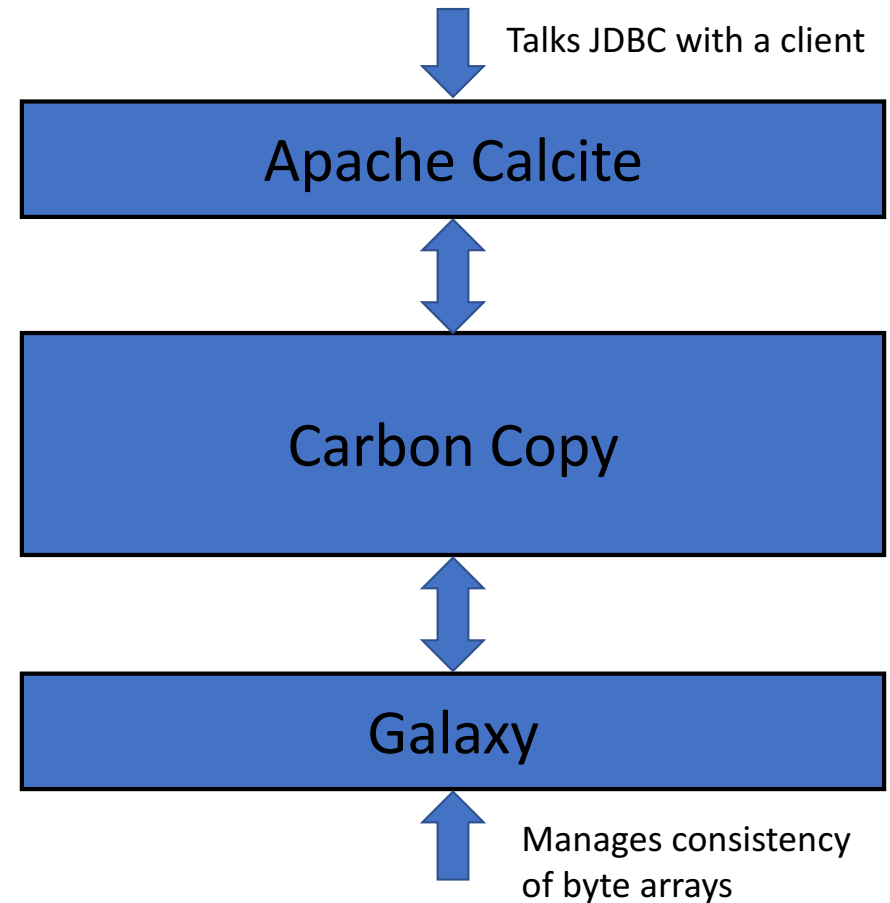 Talks JDBC with a client
Apache Calcite
Carbon Copy
Galaxy
Manages consistency
of byte arrays